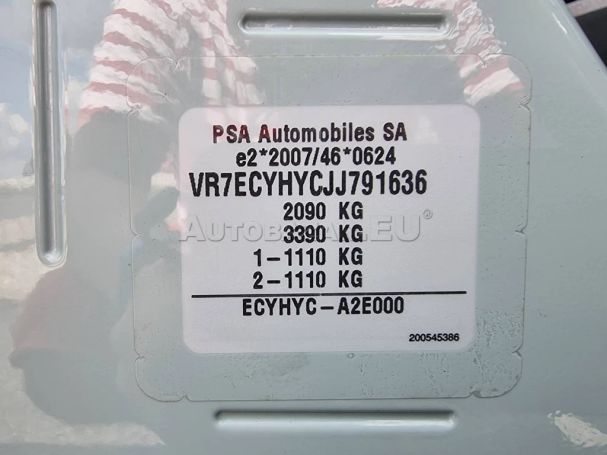 PSA Automobiles SA
e2*2007/46*0624
VR7ECYHYCJJ791636
2090 KG
AUTOBAZAR.EU®
3390 KG
1-1110 KG
2-1110 KG
ECYHYC-A2E000
200545386